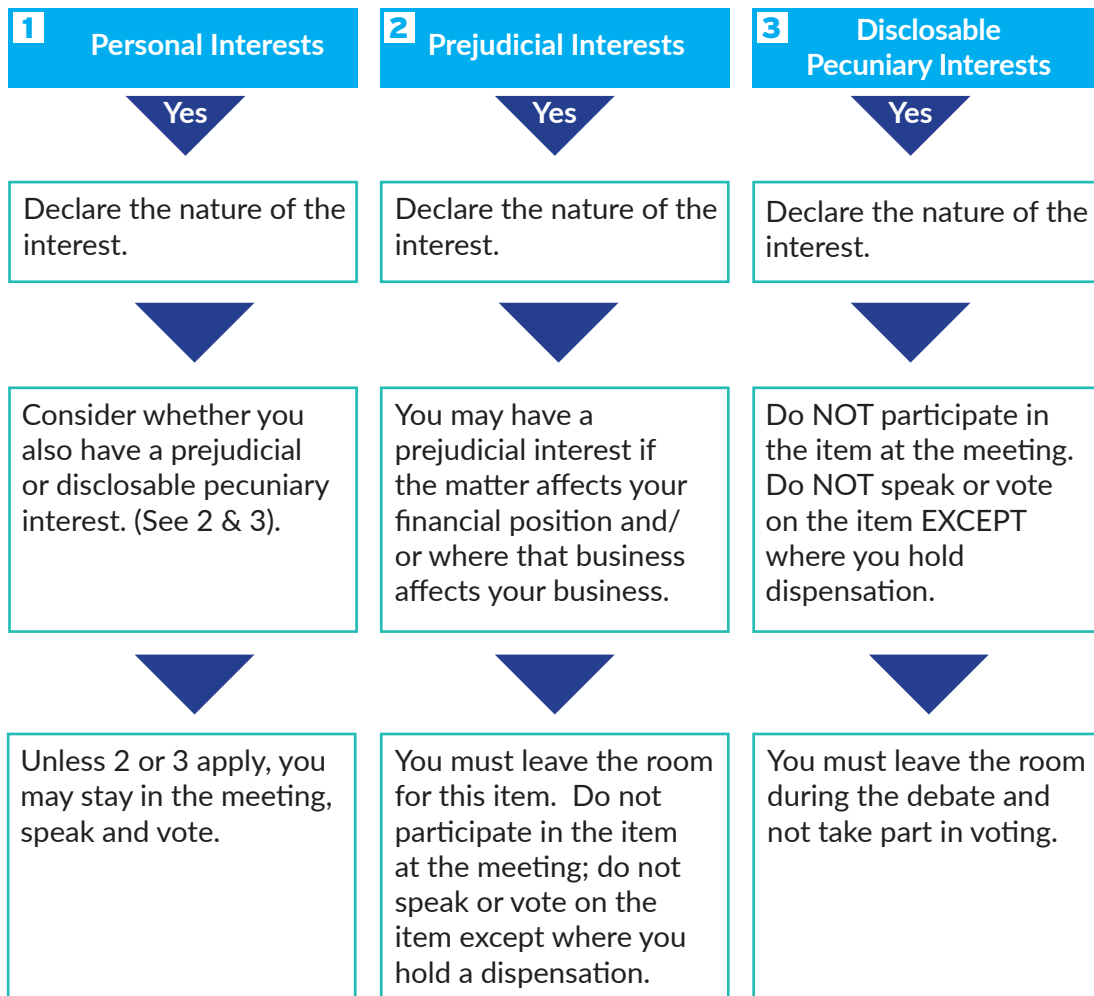 1
Personal Interests
Yes
Declare the nature of the
interest.
Consider whether you
also have a prejudicial
or disclosable pecuniary
interest. (See 2 & 3).
Unless 2 or 3 apply, you
may stay in the meeting,
speak and vote.
2
Prejudicial Interests
Yes
Declare the nature of the
interest.
You may have a
prejudicial interest if
the matter affects your
financial position and/
or where that business
affects your business.
You must leave the room
for this item.  Do not
participate in the item
at the meeting; do not
speak or vote on the
item except where you
hold a dispensation.
3
Disclosable
Pecuniary Interests
Yes
Declare the nature of the
interest.
Do NOT participate in
the item at the meeting.
Do NOT speak or vote
on the item EXCEPT
where you hold
dispensation.
You must leave the room
during the debate and
not take part in voting.